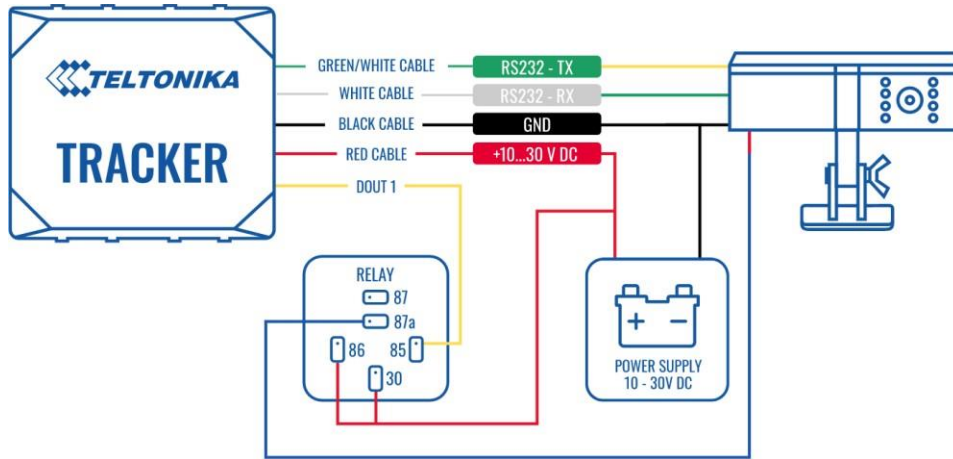 TELTONIKA
TRACKER
GREEN/WHITE CABLE RS232 - TX
WHITE CABLE RS232 - RX
BLACK CABLE GND
RED CABLE +10...30 V DC
DOUT 1
RELAY
87
87a
86 85
30
+ −
POWER SUPPLY
10 - 30V DC